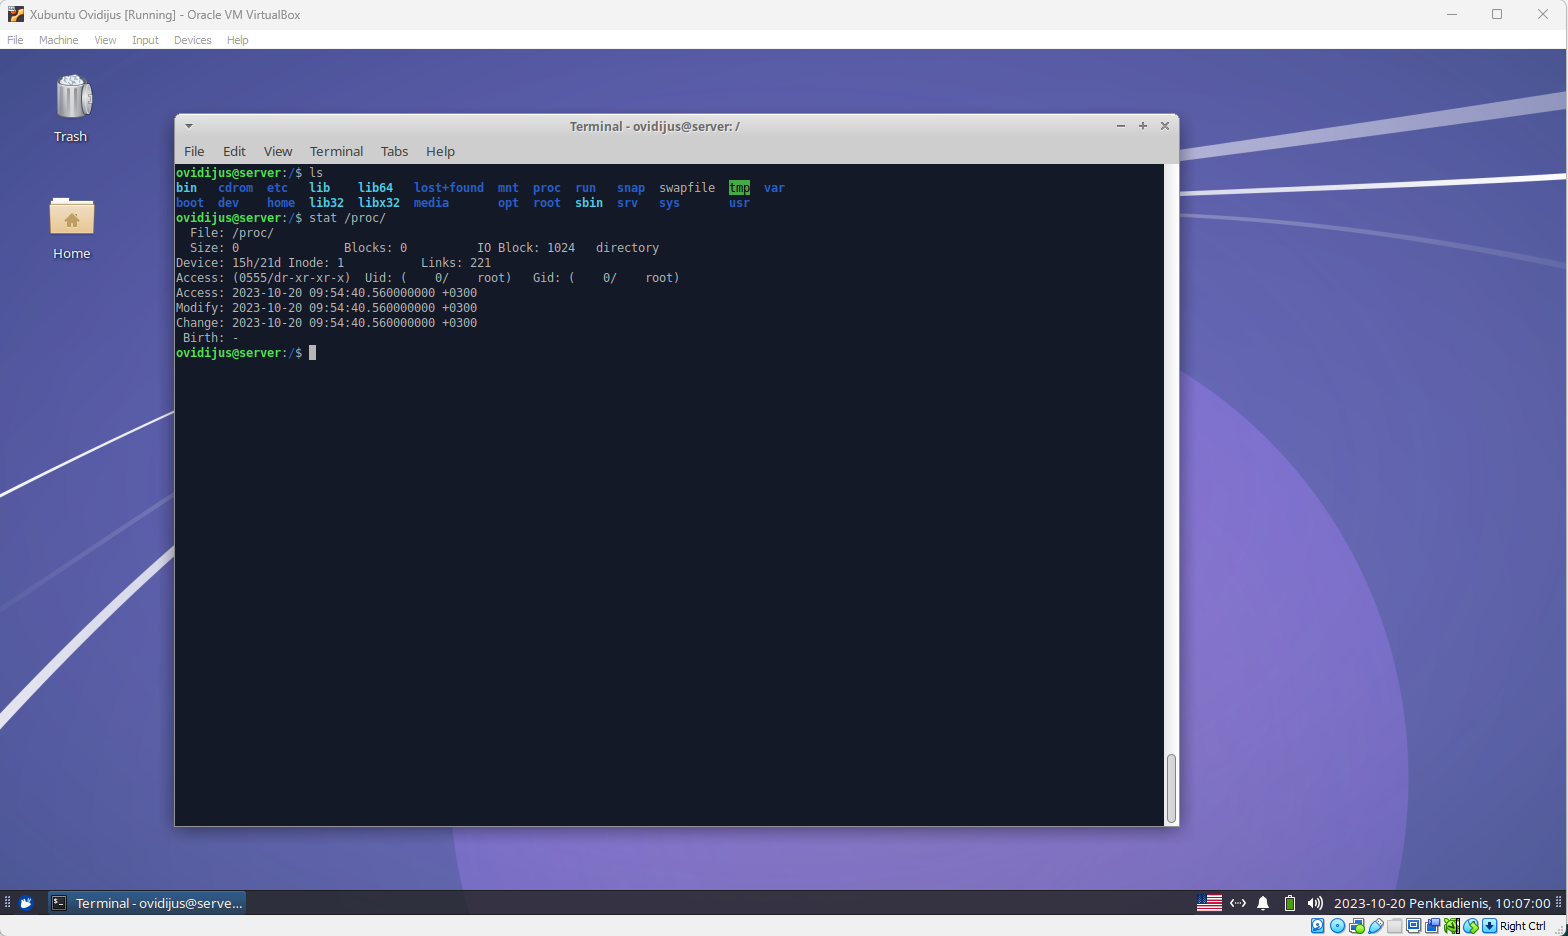 Xubuntu Ovidijus [Running] - Oracle VM VirtualBox
File Machine View Input Devices Help
Trash
Home
Terminal - ovidijus@server: /
File Edit View Terminal Tabs Help
ovidijus@server:/$ ls
bin cdrom etc lib lib64 lost+found mnt proc run snap swapfile tmp var
boot dev home lib32 libx32 media opt root sbin srv sys usr
ovidijus@server:/$ stat /proc/
File: /proc/
Size: 0 Blocks: 0 IO Block: 1024 directory
Device: 15h/21d Inode: 1 Links: 221
Access: (0555/dr-xr-xr-x) Uid: ( 0/ root) Gid: ( 0/ root)
Access: 2023-10-20 09:54:40.560000000 +0300
Modify: 2023-10-20 09:54:40.560000000 +0300
Change: 2023-10-20 09:54:40.560000000 +0300
Birth: -
ovidijus@server:/$
Terminal - ovidijus@serve...
2023-10-20 Penktadienis, 10:07:00
Right Ctrl